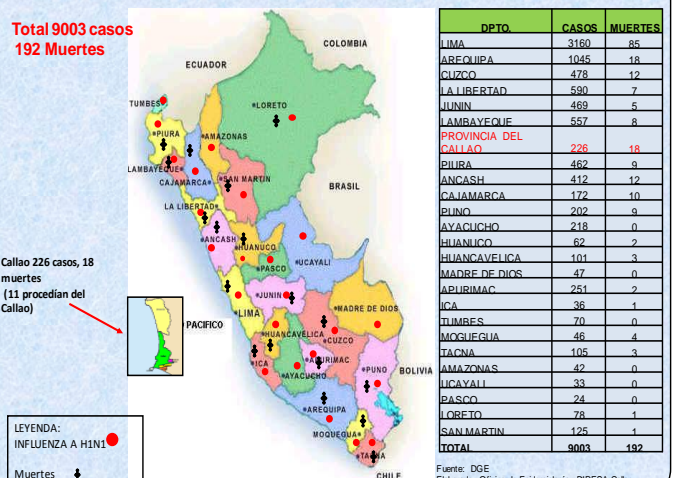 Total 9003 casos
192 Muertes
COLOMBIA
ECUADOR
TUMBES
LORETO
PIURA
AMAZONAS
LAMBAYEQUE
CAJAMARCA
SAN MARTIN
BRASIL
LA LIBERTAD
ANCASH
HUANUCO
UCAYALI
PASCO
JUNIN
LIMA
MADRE DE DIOS
PACIFICO
HUANCAVELICA
CUZCO
ICA
APURIMAC
AYACUCHO
PUNO
BOLIVIA
AREQUIPA
MOQUEGUA
TACNA
CHILE
Callao 226 casos, 18
muertes
(11 procedían del
Callao)
LEYENDA:
INFLUENZA A H1N1
Muertes
DPTO. CASOS MUERTES
LIMA 3160 85
AREQUIPA 1045 18
CUZCO 478 12
LA LIBERTAD 590 7
JUNIN 469 5
LAMBAYEQUE 557 8
PROVINCIA DEL
CALLAO 226 18
PIURA 462 9
ANCASH 412 12
CAJAMARCA 172 10
PUNO 202 9
AYACUCHO 218 0
HUANUCO 62 2
HUANCAVELICA 101 3
MADRE DE DIOS 47 0
APURIMAC 251 2
ICA 36 1
TUMBES 70 0
MOQUEGUA 46 4
TACNA 105 3
AMAZONAS 42 0
UCAYALI 33 0
PASCO 24 0
LORETO 78 1
SAN MARTIN 125 1
TOTAL 9003 192
Fuente: DGE